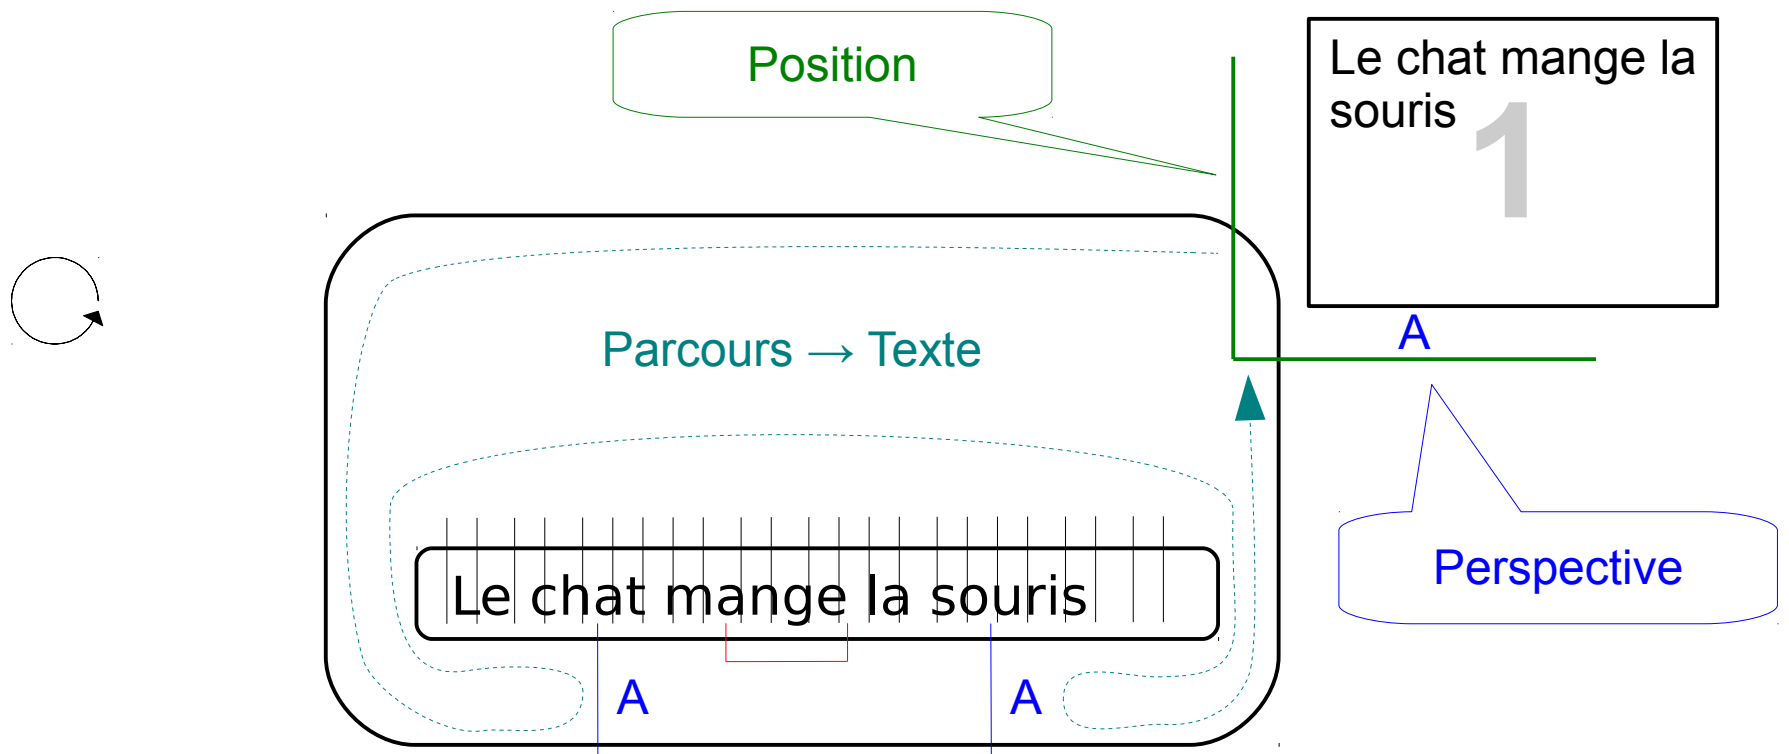 Position
Le chat mange la
souris
1
A
Parcours → Texte
Perspective
Le chat mange la souris
A
A